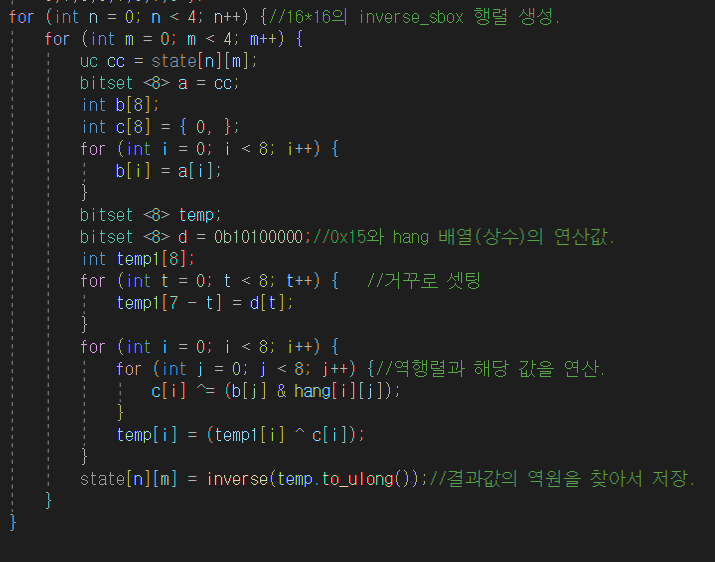 for (int n = 0; n < 4; n++) {//16*16의 inverse_sbox 행렬 생성.
for (int m = 0; m < 4; m++) {
uc cc = state[n][m];
bitset <8> a = cc;
int b[8];
int c[8] = { 0, };
for (int i = 0; i < 8; i++) {
b[i] = a[i];
}
bitset <8> temp;
bitset <8> d = 0b10100000;//0x15와 hang 배열(상수)의 연산값.
int temp1[8];
for (int t = 0; t < 8; t++) { //거꾸로 셋팅
temp1[7 - t] = d[t];
}
for (int i = 0; i < 8; i++) {
for (int j = 0; j < 8; j++) {//역행렬과 해당 값을 연산.
c[i] ^= (b[j] & hang[i][j]);
}
temp[i] = (temp1[i] ^ c[i]);
}
state[n][m] = inverse(temp.to_ulong());//결과값의 역원을 찾아서 저장.
}
}